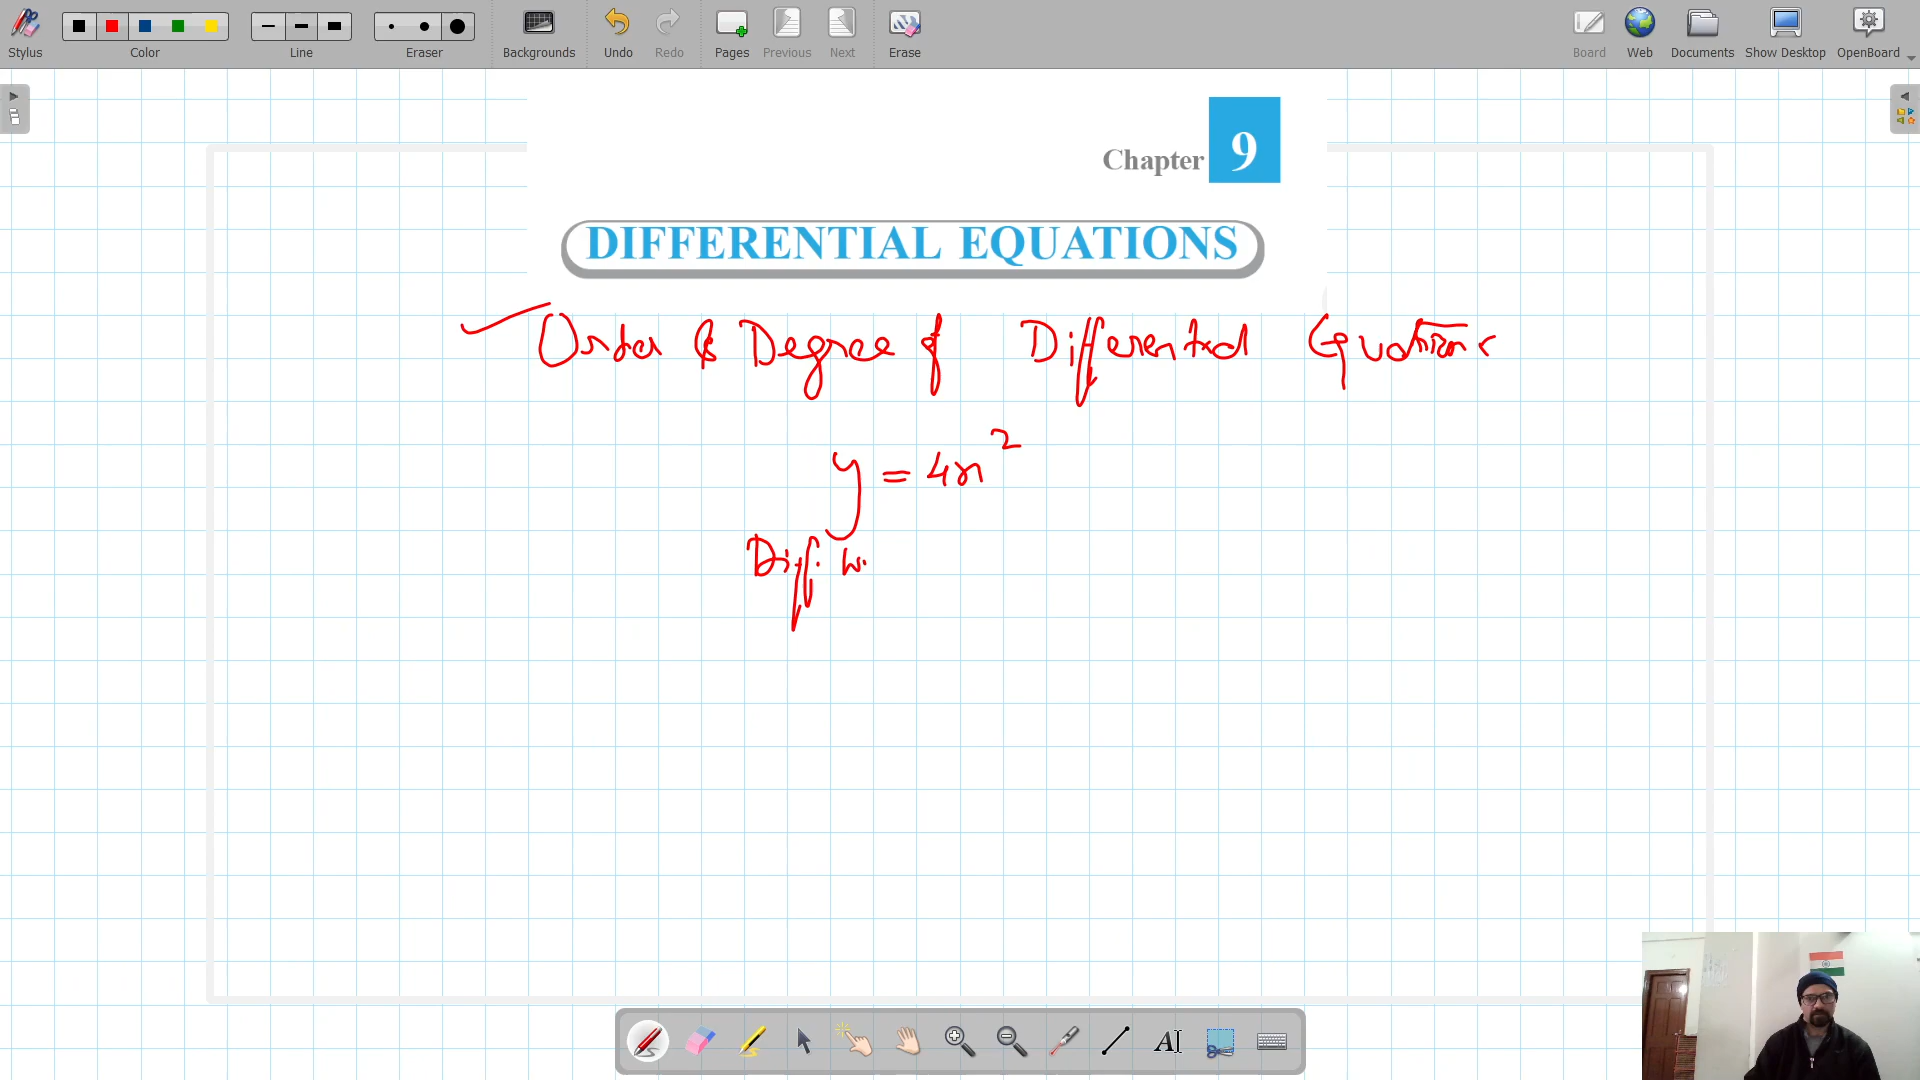 Stylus Color Line Eraser Backgrounds Undo Redo Pages Previous Next Erase Board Web Documents Show Desktop OpenBoard
Chapter 9
DIFFERENTIAL EQUATIONS
Order & Degree of Differential Equations
y = 4x²
Diff. w.